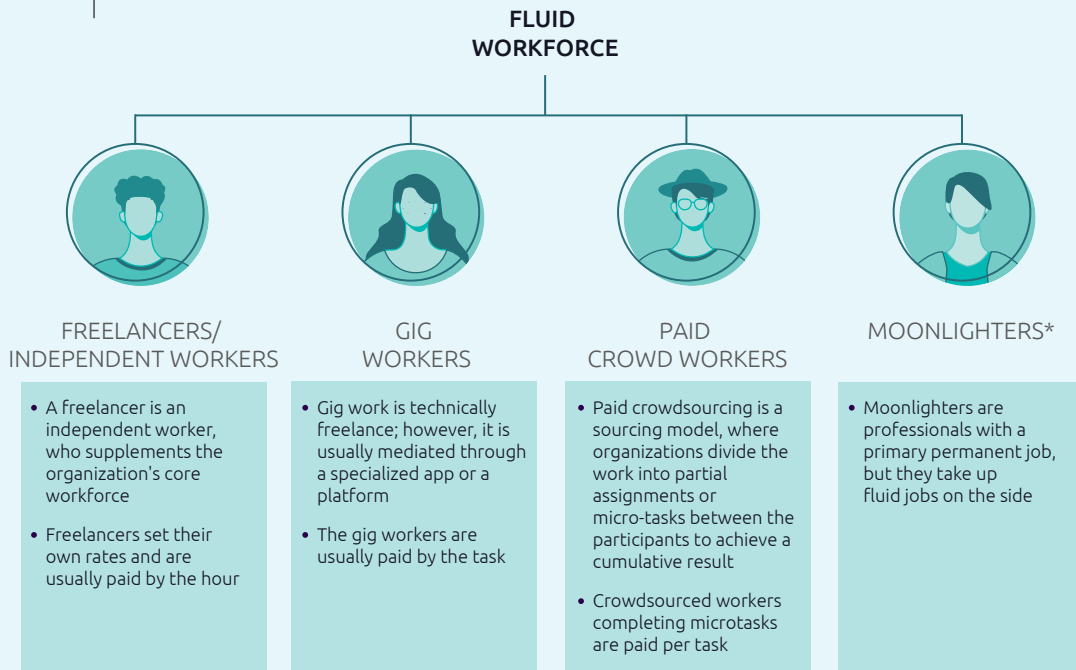 FLUID
WORKFORCE
FREELANCERS/
INDEPENDENT WORKERS
• A freelancer is an
independent worker,
who supplements the
organization's core
workforce
• Freelancers set their
own rates and are
usually paid by the hour
GIG
WORKERS
• Gig work is technically
freelance; however, it is
usually mediated through
a specialized app or a
platform
• The gig workers are
usually paid by the task
PAID
CROWD WORKERS
• Paid crowdsourcing is a
sourcing model, where
organizations divide the
work into partial
assignments or
micro-tasks between the
participants to achieve a
cumulative result
• Crowdsourced workers
completing microtasks
are paid per task
MOONLIGHTERS*
• Moonlighters are
professionals with a
primary permanent job,
but they take up
fluid jobs on the side